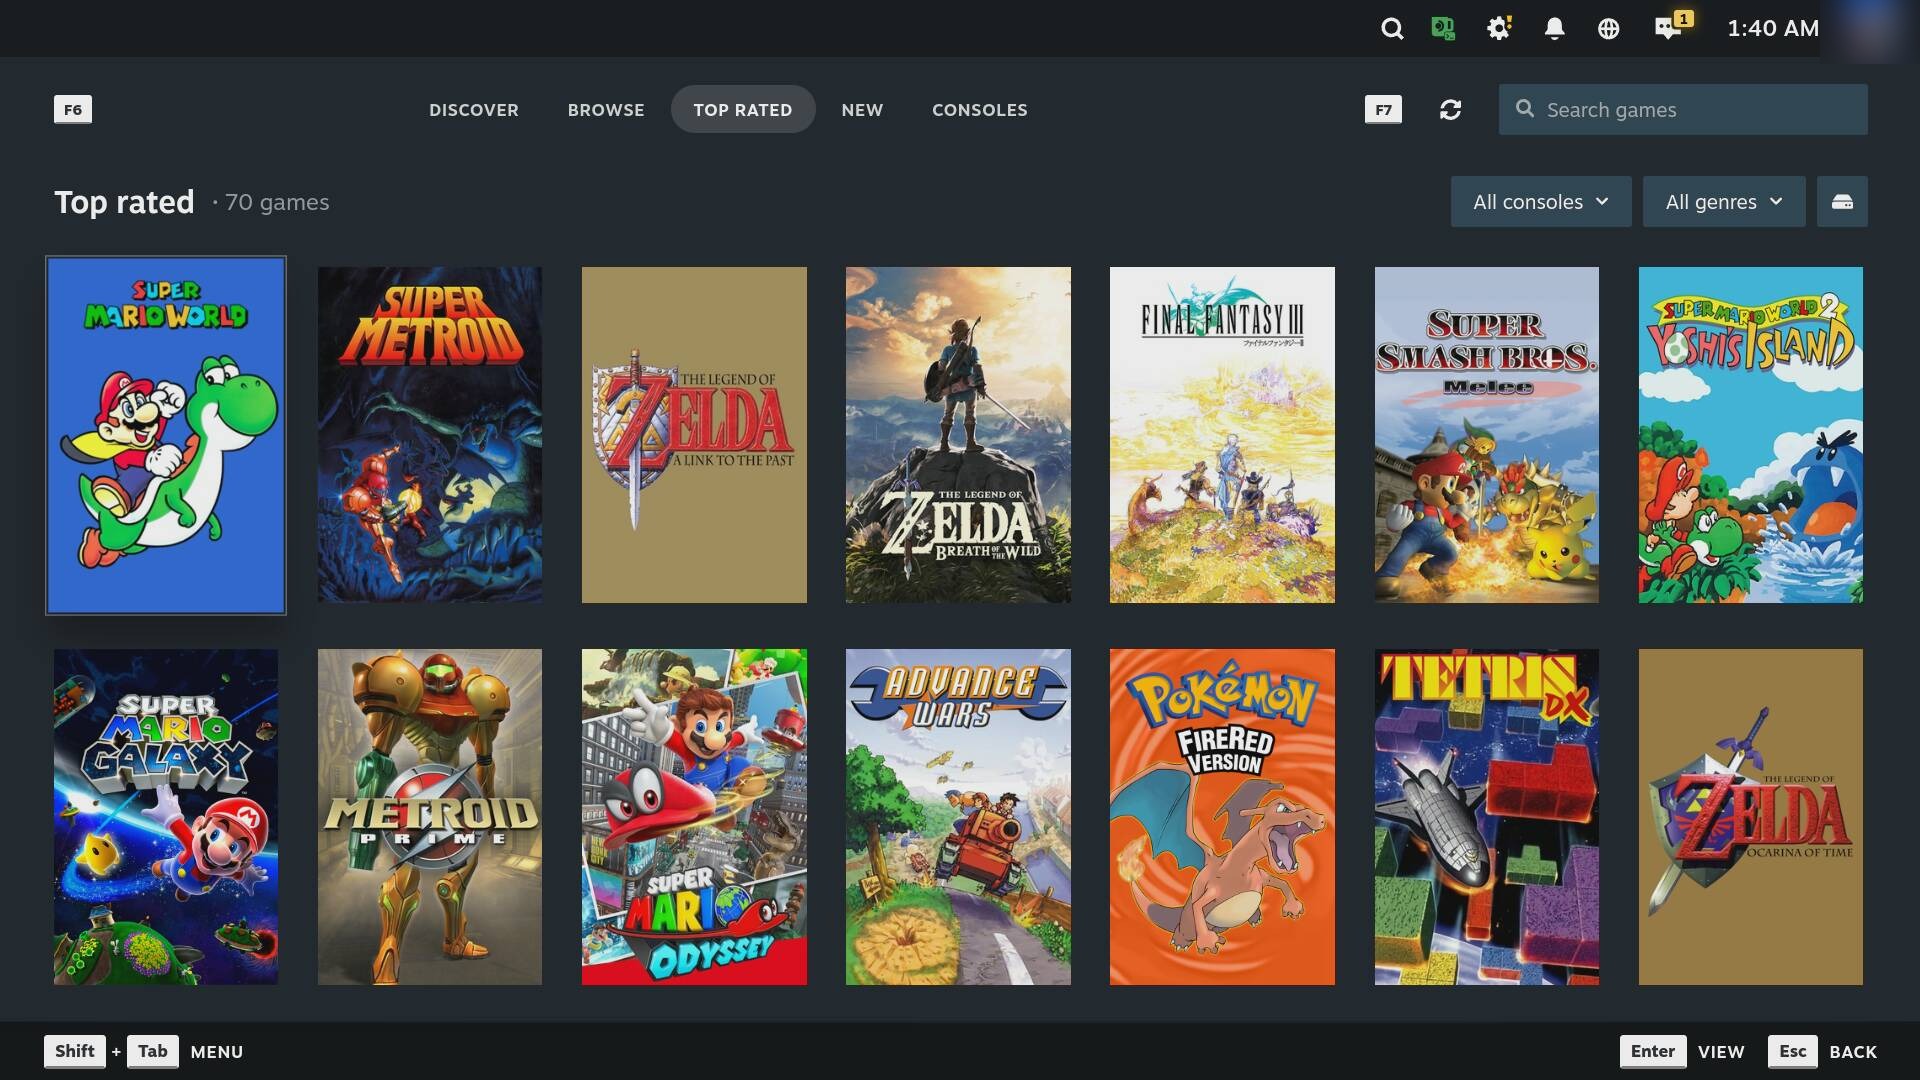 1
1:40 AM
F6
DISCOVER
BROWSE
TOP RATED
NEW
CONSOLES
F7
Search games
Top rated · 70 games
All consoles
All genres
SUPER
MARIO WORLD
SUPER
METROID
THE LEGEND OF
ZELDA
A LINK TO THE PAST
THE LEGEND OF
ZELDA
BREATH OF THE WILD
FINAL FANTASY III
SUPER
SMASH BROS.
Melee
SUPER MARIO WORLD 2
YOSHI'S ISLAND
SUPER
MARIO
GALAXY
METROID
PRIME
SUPER
MARIO
ODYSSEY
ADVANCE
WARS
POKéMON
FIRERED
VERSION
TETRIS
DX
THE LEGEND OF
ZELDA
OCARINA OF TIME
Shift + Tab MENU
Enter VIEW
Esc BACK